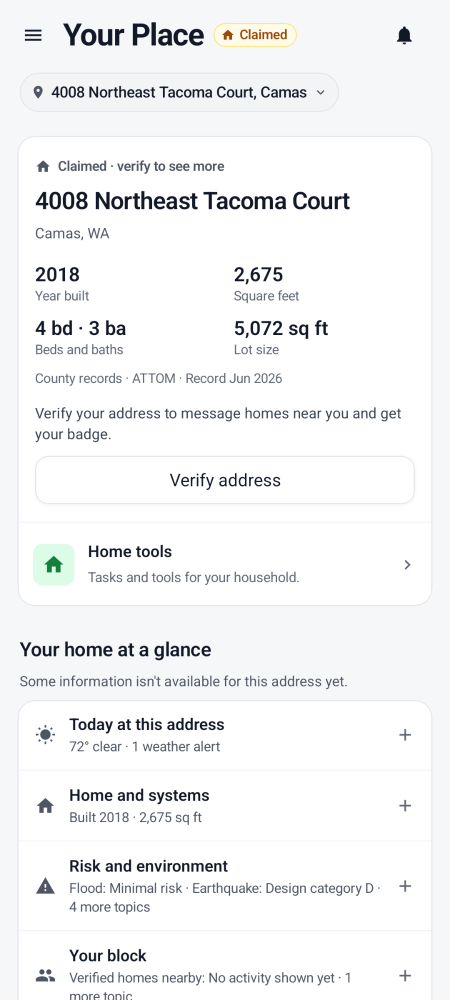 Your Place
Claimed
4008 Northeast Tacoma Court, Camas
Claimed · verify to see more
4008 Northeast Tacoma Court
Camas, WA
2018
Year built
2,675
Square feet
4 bd · 3 ba
Beds and baths
5,072 sq ft
Lot size
County records · ATTOM · Record Jun 2026
Verify your address to message homes near you and get
your badge.
Verify address
Home tools
Tasks and tools for your household.
Your home at a glance
Some information isn't available for this address yet.
Today at this address
72° clear · 1 weather alert
Home and systems
Built 2018 · 2,675 sq ft
Risk and environment
Flood: Minimal risk · Earthquake: Design category D ·
4 more topics
Your block
Verified homes nearby: No activity shown yet · 1
more topic